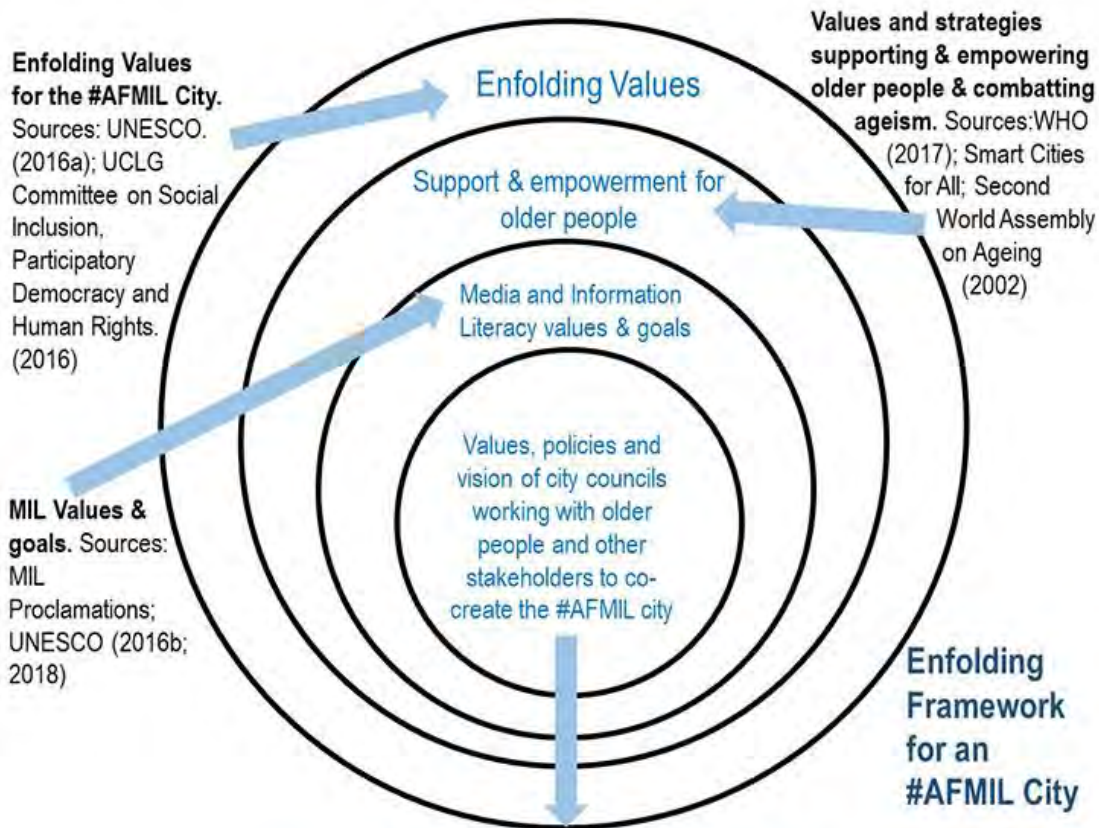 Enfolding Values
for the #AFMIL City.
Sources: UNESCO.
(2016a); UCLG
Committee on Social
Inclusion,
Participatory
Democracy and
Human Rights.
(2016)
Values and strategies
supporting & empowering
older people & combatting
ageism. Sources:WHO
(2017); Smart Cities
for All; Second
World Assembly
on Ageing
(2002)
Enfolding Values
Support & empowerment for
older people
Media and Information
Literacy values & goals
Values, policies and
vision of city councils
working with older
people and other
stakeholders to co-
create the #AFMIL city
MIL Values &
goals. Sources:
MIL
Proclamations;
UNESCO (2016b;
2018)
Enfolding
Framework
for an
#AFMIL City